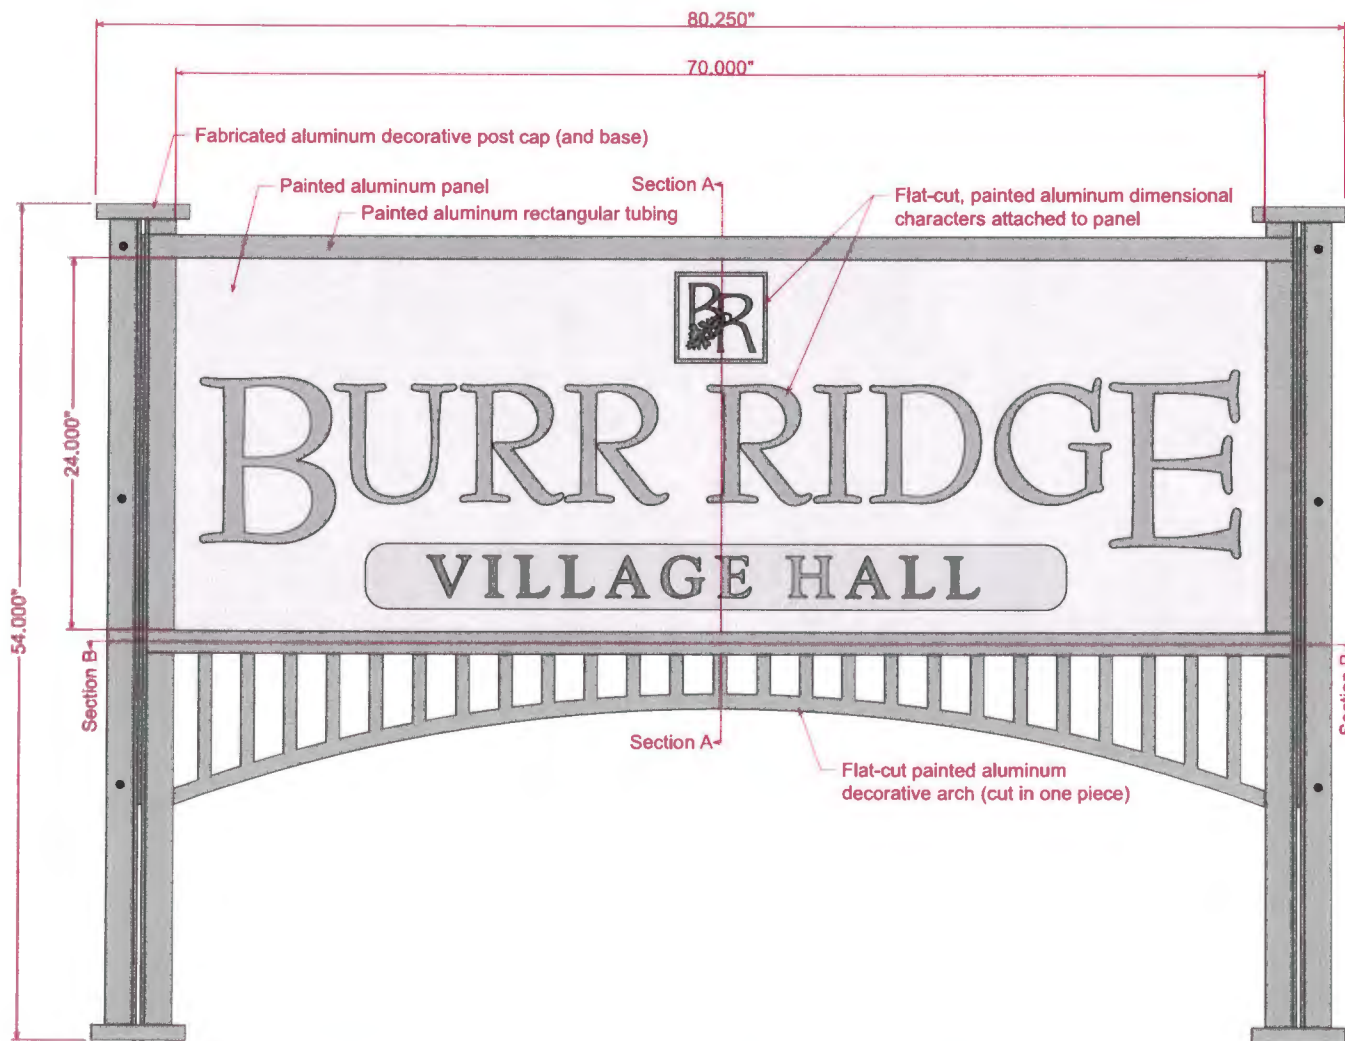 80.250"
70.000"
Fabricated aluminum decorative post cap (and base)
Painted aluminum panel
Section A
Flat-cut, painted aluminum dimensional
characters attached to panel
Painted aluminum rectangular tubing
BR
24.000"
BURR RIDGE
VILLAGE HALL
54.000"
Section B
Section B
Section A
Flat-cut painted aluminum
decorative arch (cut in one piece)